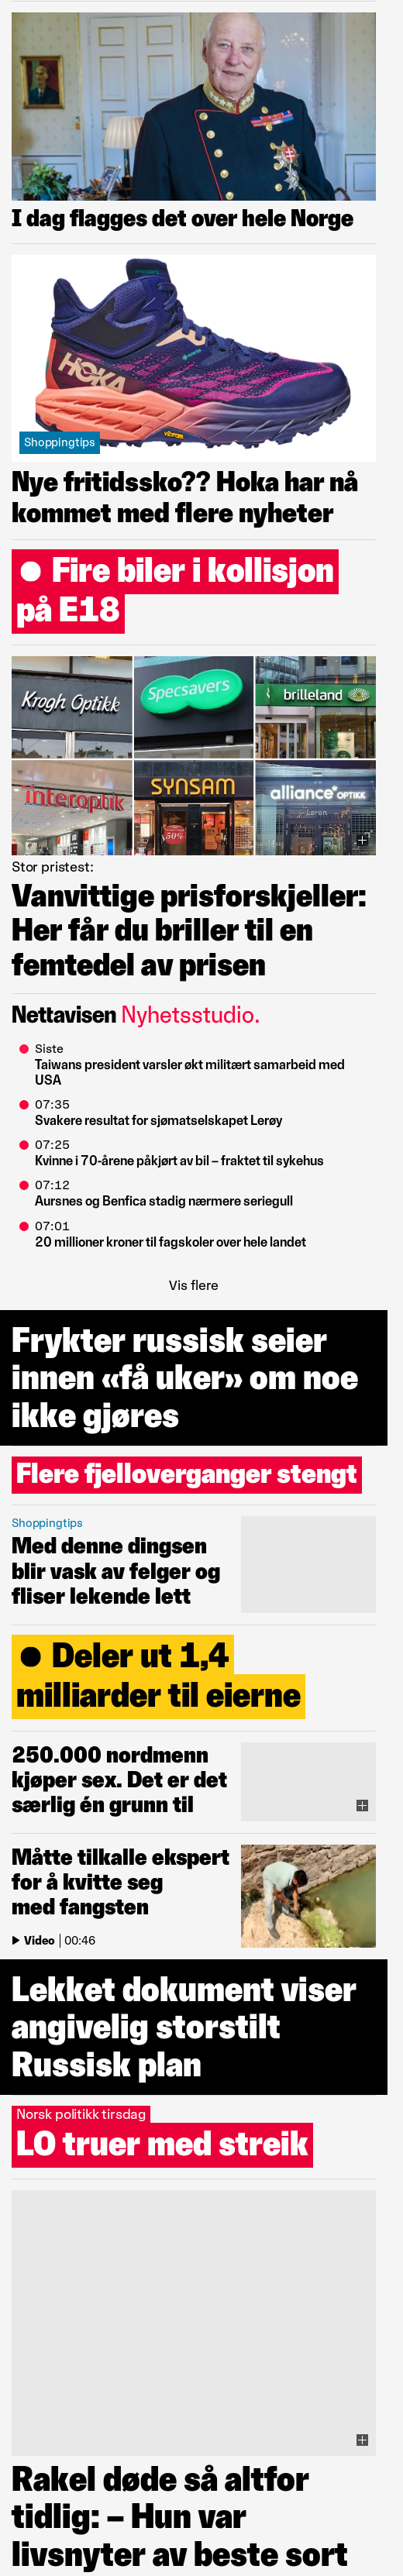 I dag flagges det over hele Norge
HOKA
vibram
Shoppingtips
Nye fritidssko?? Hoka har nå
kommet med flere nyheter
Fire biler i kollisjon
på E18
Krogh Optikk
Specsavers
brilleland
interoptik
SYNSAM
50%
alliance* OPTIKK
Løren
Stor pristest:
Vanvittige prisforskjeller:
Her får du briller til en
femtedel av prisen
Nettavisen Nyhetsstudio.
Siste
Taiwans president varsler økt militært samarbeid med
USA
07:35
Svakere resultat for sjømatselskapet Lerøy
07:25
Kvinne i 70-årene påkjørt av bil – fraktet til sykehus
07:12
Aursnes og Benfica stadig nærmere seriegull
07:01
20 millioner kroner til fagskoler over hele landet
Vis flere
Frykter russisk seier
innen «få uker» om noe
ikke gjøres
Flere fjelloverganger stengt
Shoppingtips
Med denne dingsen
blir vask av felger og
fliser lekende lett
Deler ut 1,4
milliarder til eierne
250.000 nordmenn
kjøper sex. Det er det
særlig én grunn til
Måtte tilkalle ekspert
for å kvitte seg
med fangsten
Video | 00:46
Lekket dokument viser
angivelig storstilt
Russisk plan
Norsk politikk tirsdag
LO truer med streik
Rakel døde så altfor
tidlig: – Hun var
livsnyter av beste sort